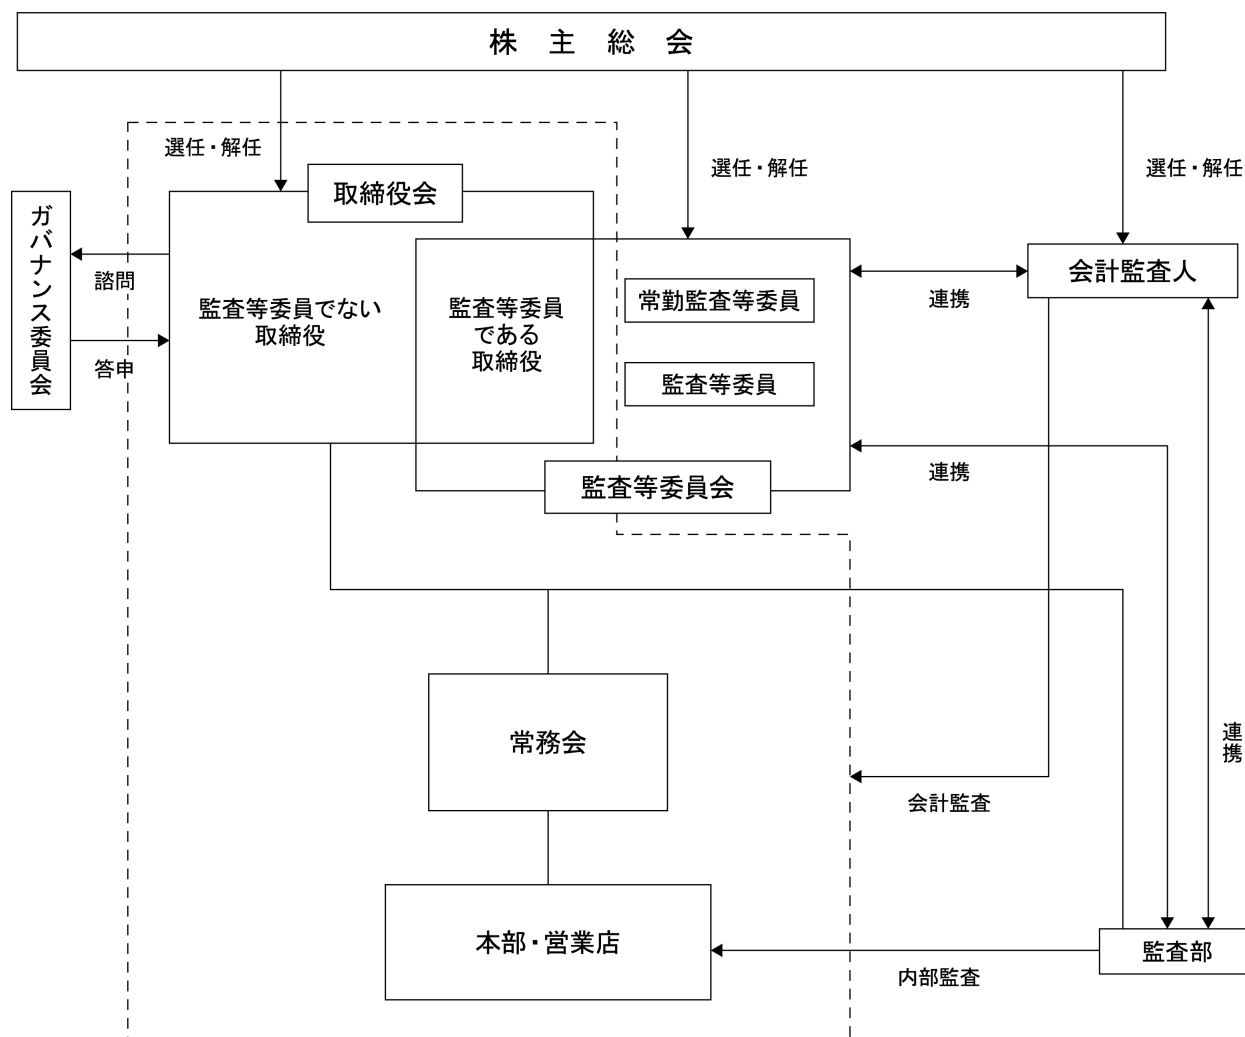 株主総会
選任・解任
選任・解任
選任・解任
取締役会
ガバナンス委員会
諮問
答申
監査等委員でない
取締役
監査等委員
である
取締役
常勤監査等委員
監査等委員
監査等委員会
連携
会計監査人
連携
常務会
連携
会計監査
本部・営業店
内部監査
監査部